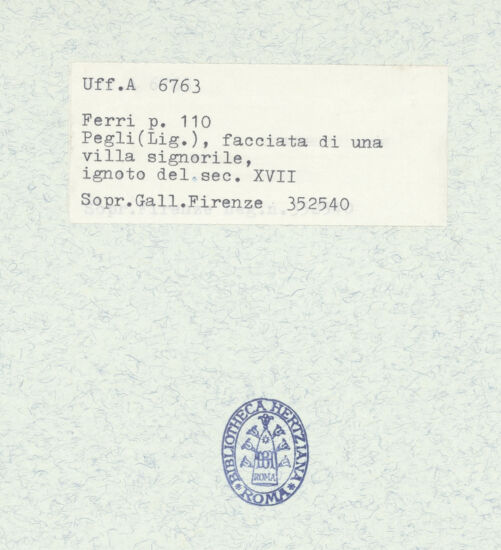 Uff.A 6763
Ferri p. 110
Pegli(Lig.), facciata di una
villa signorile,
ignoto del sec. XVII
Sopr.Gall.Firenze 352540
BIBLIOTHECA HERTZIANA
ROMA
ROMA